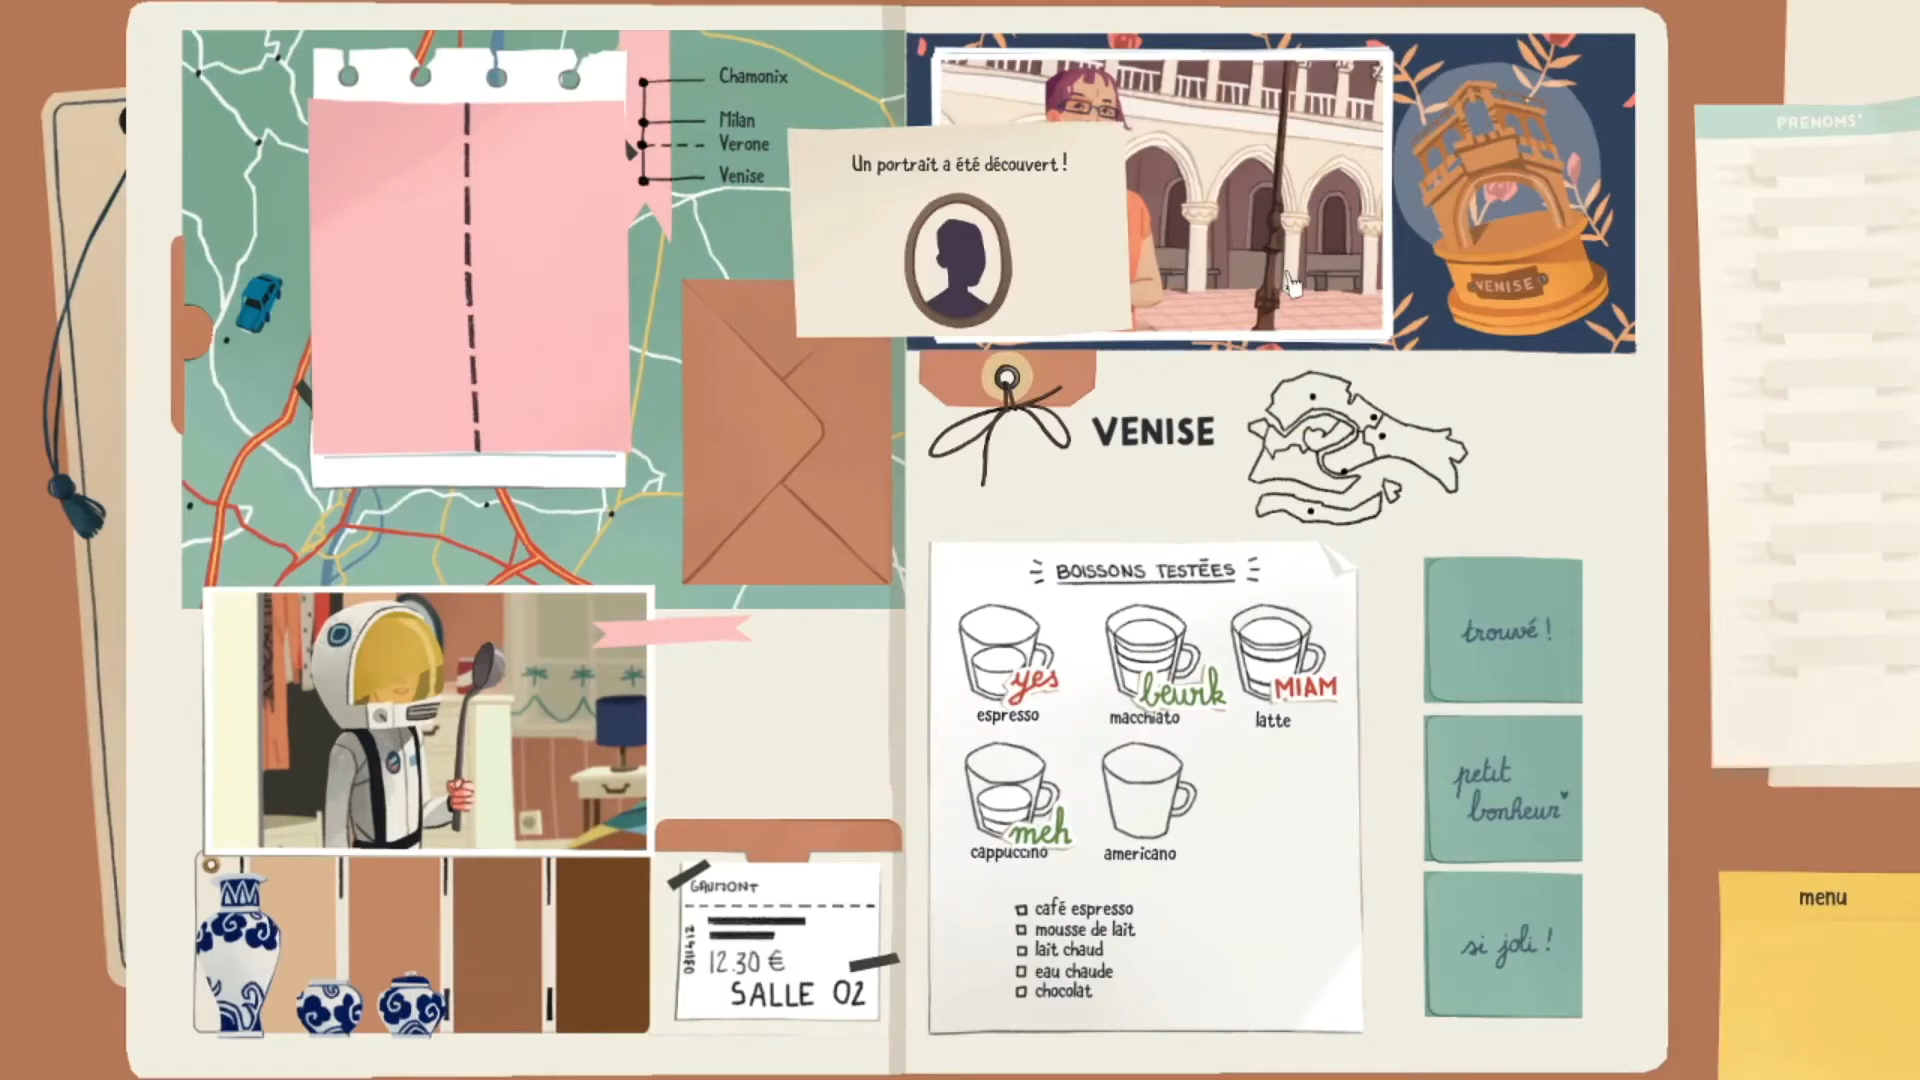 Chamonix
Milan
Verone
Venise
Un portrait a été découvert !
VENISE
PRENOMS'
VENISE
BOISSONS TESTÉES
yes
espresso
beurk
macchiato
MIAM
latte
meh
cappuccino
americano
café espresso
mousse de lait
lait chaud
eau chaude
chocolat
trouvé !
petit
bonheur
si joli !
GAUMONT
0311412
12.30 €
SALLE 02
menu